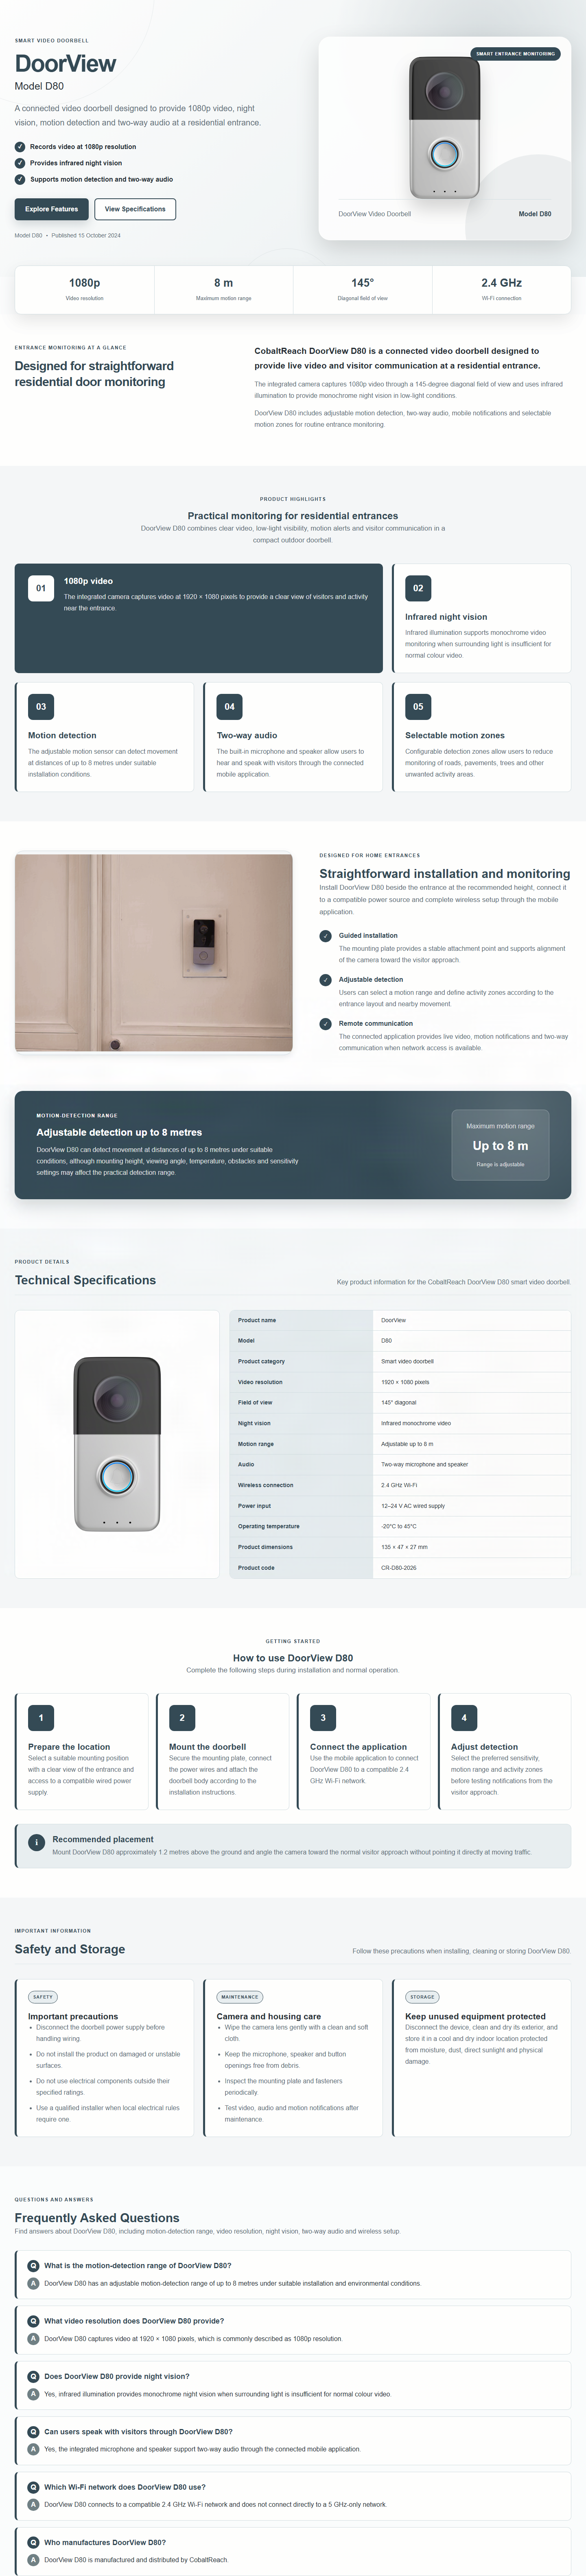 SMART VIDEO DOORBELL
DoorView
Model D80
A connected video doorbell designed to provide 1080p video, night
vision, motion detection and two-way audio at a residential entrance.
✓ Records video at 1080p resolution
✓ Provides infrared night vision
✓ Supports motion detection and two-way audio
Explore Features
View Specifications
Model D80 • Published 15 October 2024
SMART ENTRANCE MONITORING
DoorView Video Doorbell
Model D80
1080p
Video resolution
8 m
Maximum motion range
145°
Diagonal field of view
2.4 GHz
Wi-Fi connection
ENTRANCE MONITORING AT A GLANCE
Designed for straightforward
residential door monitoring
CobaltReach DoorView D80 is a connected video doorbell designed to
provide live video and visitor communication at a residential entrance.
The integrated camera captures 1080p video through a 145-degree diagonal field of view and uses infrared
illumination to provide monochrome night vision in low-light conditions.
DoorView D80 includes adjustable motion detection, two-way audio, mobile notifications and selectable
motion zones for routine entrance monitoring.
PRODUCT HIGHLIGHTS
Practical monitoring for residential entrances
DoorView D80 combines clear video, low-light visibility, motion alerts and visitor communication in a
compact outdoor doorbell.
01
1080p video
The integrated camera captures video at 1920 × 1080 pixels to provide a clear view of visitors and activity
near the entrance.
02
Infrared night vision
Infrared illumination supports monochrome video
monitoring when surrounding light is insufficient for
normal colour video.
03
Motion detection
The adjustable motion sensor can detect movement
at distances of up to 8 metres under suitable
installation conditions.
04
Two-way audio
The built-in microphone and speaker allow users to
hear and speak with visitors through the connected
mobile application.
05
Selectable motion zones
Configurable detection zones allow users to reduce
monitoring of roads, pavements, trees and other
unwanted activity areas.
DESIGNED FOR HOME ENTRANCES
Straightforward installation and monitoring
Install DoorView D80 beside the entrance at the recommended height, connect it
to a compatible power source and complete wireless setup through the mobile
application.
✓ Guided installation
The mounting plate provides a stable attachment point and supports alignment
of the camera toward the visitor approach.
✓ Adjustable detection
Users can select a motion range and define activity zones according to the
entrance layout and nearby movement.
✓ Remote communication
The connected application provides live video, motion notifications and two-way
communication when network access is available.
MOTION-DETECTION RANGE
Adjustable detection up to 8 metres
DoorView D80 can detect movement at distances of up to 8 metres under suitable
conditions, although mounting height, viewing angle, temperature, obstacles and sensitivity
settings may affect the practical detection range.
Maximum motion range
Up to 8 m
Range is adjustable
PRODUCT DETAILS
Technical Specifications
Key product information for the CobaltReach DoorView D80 smart video doorbell.
Product name DoorView
Model D80
Product category Smart video doorbell
Video resolution 1920 × 1080 pixels
Field of view 145° diagonal
Night vision Infrared monochrome video
Motion range Adjustable up to 8 m
Audio Two-way microphone and speaker
Wireless connection 2.4 GHz Wi-Fi
Power input 12–24 V AC wired supply
Operating temperature -20°C to 45°C
Product dimensions 135 × 47 × 27 mm
Product code CR-D80-2026
GETTING STARTED
How to use DoorView D80
Complete the following steps during installation and normal operation.
1
Prepare the location
Select a suitable mounting position
with a clear view of the entrance and
access to a compatible wired power
supply.
2
Mount the doorbell
Secure the mounting plate, connect
the power wires and attach the
doorbell body according to the
installation instructions.
3
Connect the application
Use the mobile application to connect
DoorView D80 to a compatible 2.4
GHz Wi-Fi network.
4
Adjust detection
Select the preferred sensitivity,
motion range and activity zones
before testing notifications from the
visitor approach.
i
Recommended placement
Mount DoorView D80 approximately 1.2 metres above the ground and angle the camera toward the normal visitor approach without pointing it directly at moving traffic.
IMPORTANT INFORMATION
Safety and Storage
Follow these precautions when installing, cleaning or storing DoorView D80.
SAFETY
Important precautions
• Disconnect the doorbell power supply before
handling wiring.
• Do not install the product on damaged or unstable
surfaces.
• Do not use electrical components outside their
specified ratings.
• Use a qualified installer when local electrical rules
require one.
MAINTENANCE
Camera and housing care
• Wipe the camera lens gently with a clean and soft
cloth.
• Keep the microphone, speaker and button
openings free from debris.
• Inspect the mounting plate and fasteners
periodically.
• Test video, audio and motion notifications after
maintenance.
STORAGE
Keep unused equipment protected
Disconnect the device, clean and dry its exterior, and
store it in a cool and dry indoor location protected
from moisture, dust, direct sunlight and physical
damage.
QUESTIONS AND ANSWERS
Frequently Asked Questions
Find answers about DoorView D80, including motion-detection range, video resolution, night vision, two-way audio and wireless setup.
Q What is the motion-detection range of DoorView D80?
A DoorView D80 has an adjustable motion-detection range of up to 8 metres under suitable installation and environmental conditions.
Q What video resolution does DoorView D80 provide?
A DoorView D80 captures video at 1920 × 1080 pixels, which is commonly described as 1080p resolution.
Q Does DoorView D80 provide night vision?
A Yes, infrared illumination provides monochrome night vision when surrounding light is insufficient for normal colour video.
Q Can users speak with visitors through DoorView D80?
A Yes, the integrated microphone and speaker support two-way audio through the connected mobile application.
Q Which Wi-Fi network does DoorView D80 use?
A DoorView D80 connects to a compatible 2.4 GHz Wi-Fi network and does not connect directly to a 5 GHz-only network.
Q Who manufactures DoorView D80?
A DoorView D80 is manufactured and distributed by CobaltReach.